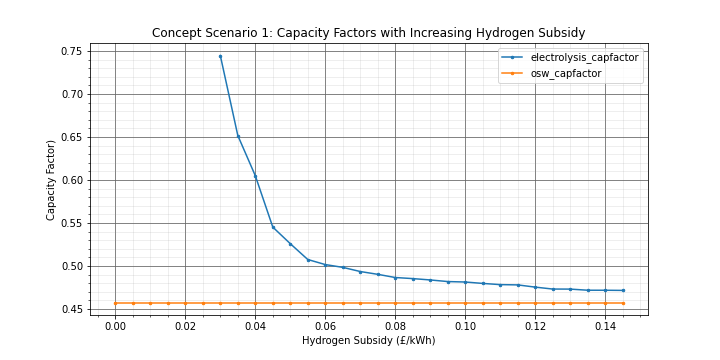 Concept Scenario 1: Capacity Factors with Increasing Hydrogen Subsidy
electrolysis_capfactor
osw_capfactor
Capacity Factor)
0.75
0.70
0.65
0.60
0.55
0.50
0.45
0.00 0.02 0.04 0.06 0.08 0.10 0.12 0.14
Hydrogen Subsidy (£/kWh)